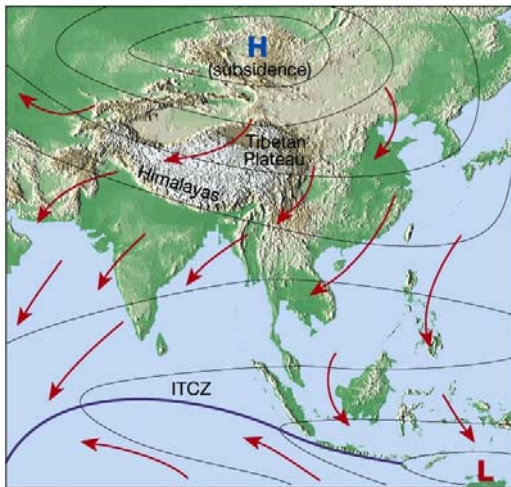 H
(subsidence)
Tibetan
Plateau
Himalayas
ITCZ
L